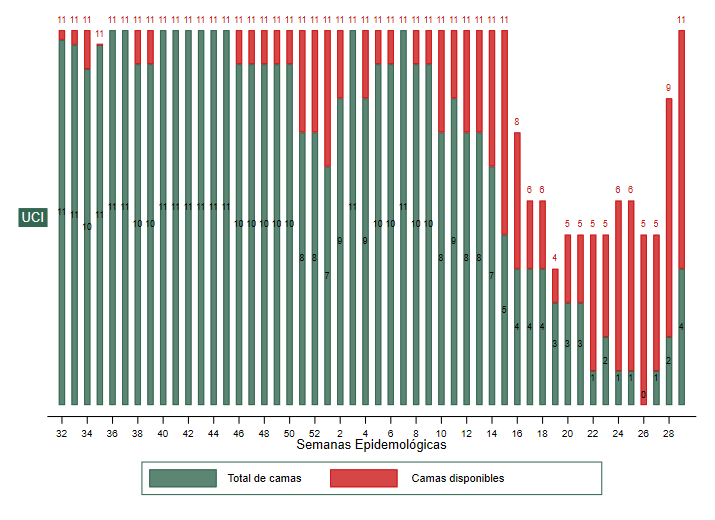 11 11 11 11 11 11 11 11 11 11 11 11 11 11 11 11 11 11 11 11 11 11 11 11 11 11 11 11 11 11 11 11 11 11 11 11 8 6 6 4 5 5 5 5 6 6 5 5 9 11
UCI
11 11 10 11 11 11 10 10 11 11 11 11 11 11 10 10 10 10 10 8 8 7 9 11 9 10 10 11 10 10 8 9 8 8 7 5 4 4 4 3 3 3 1 2 1 1 0 1 2 4
32 34 36 38 40 42 44 46 48 50 52 2 4 6 8 10 12 14 16 18 20 22 24 26 28
Semanas Epidemológicas
Total de camas Camas disponibles